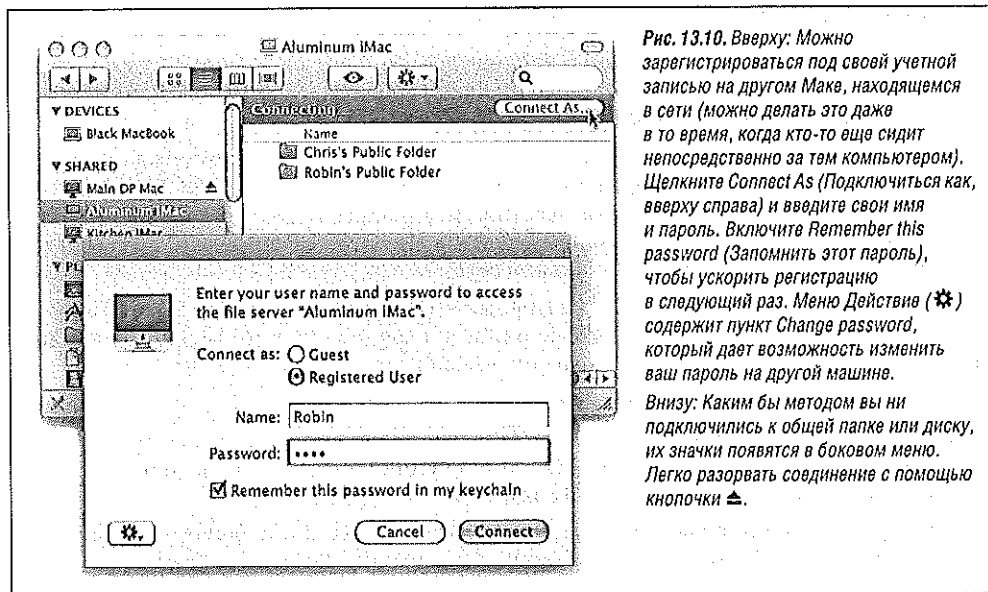 Aluminum iMac
▼ DEVICES
Black MacBook
▼ SHARED
Main DP Mac
Aluminum iMac
Kitchen iMac
▼ PL
Connecting
Connect As...
Name
Chris's Public Folder
Robin's Public Folder
Enter your user name and password to access
the file server "Aluminum iMac".
Connect as: Guest
Registered User
Name: Robin
Password: ••••
Remember this password in my keychain
Cancel
Connect
Рис. 13.10. Вверху: Можно
зарегистрироваться под своей учетной
записью на другом Маке, находящемся
в сети (можно делать это даже
в то время, когда кто-то еще сидит
непосредственно за тем компьютером).
Щелкните Connect As (Подключиться как,
вверху справа) и введите свои имя
и пароль. Включите Remember this
password (Запомнить этот пароль),
чтобы ускорить регистрацию
в следующий раз. Меню Действие (✽)
содержит пункт Change password,
который дает возможность изменить
ваш пароль на другой машине.
Внизу: Каким бы методом вы ни
подключились к общей папке или диску,
их значки появятся в боковом меню.
Легко разорвать соединение с помощью
кнопочки ⏏.